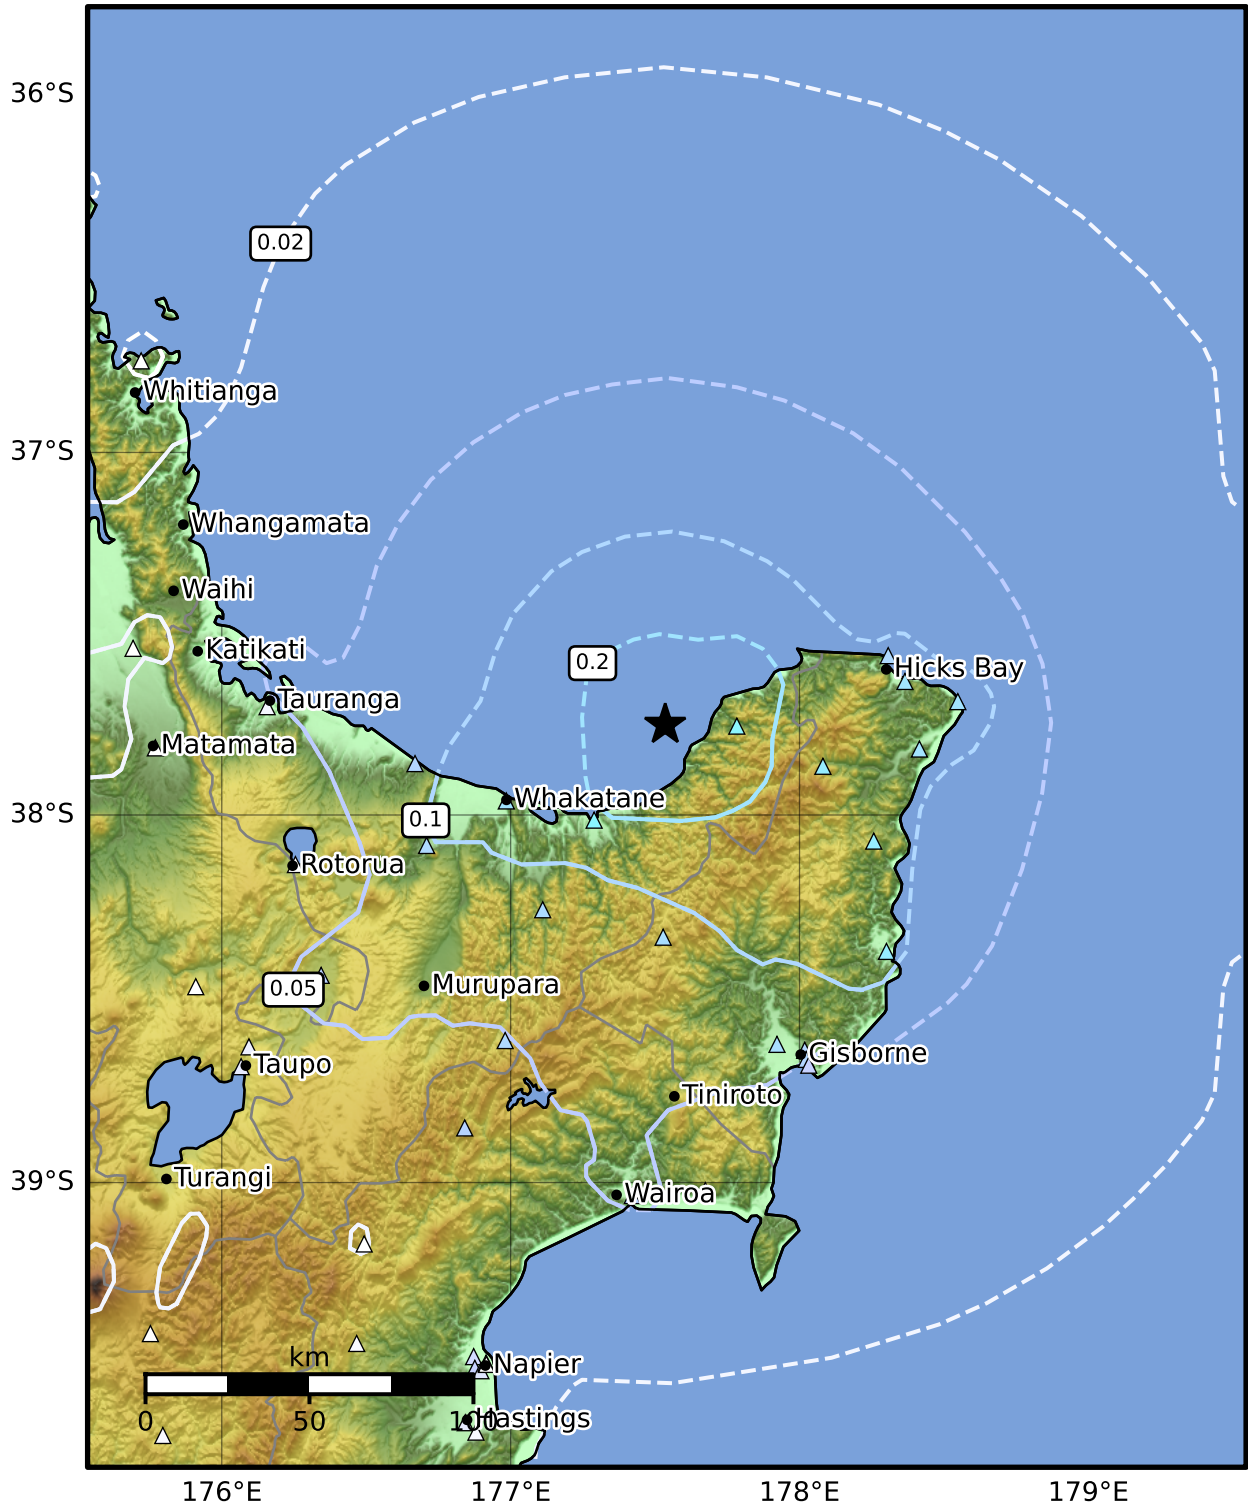 36°S
0.02
Whitianga
37°S
Whangamata
Waihi
Katikati
0.2
Hicks Bay
Tauranga
Matamata
Whakatane
38°S
0.1
Rotorua
Murupara
0.05
Gisborne
Taupo
Tiniroto
39°S
Turangi
Wairoa
km
Napier
0 50 100
Hastings
176°E 177°E 178°E 179°E